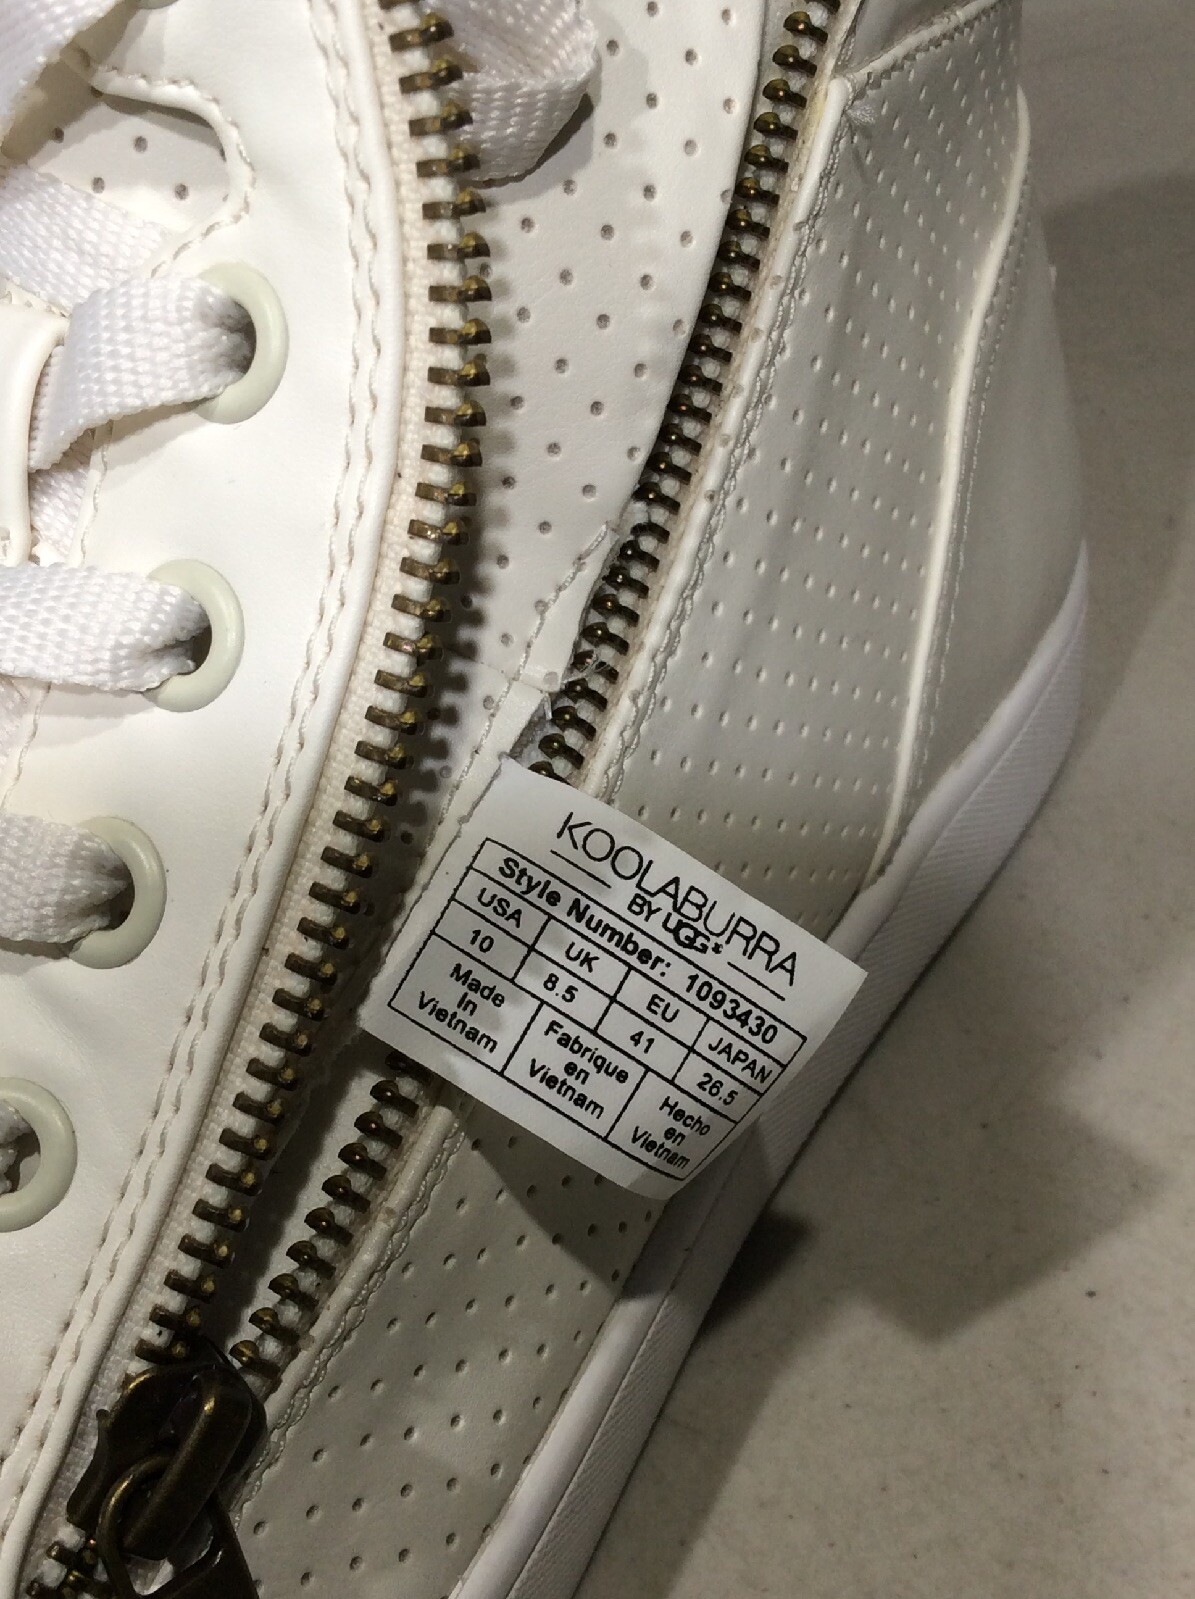 KOOLABURRA
BY UGG
Style Number: 1093430
USA UK EU JAPAN
10 8.5 41 26.5
Made
In
Vietnam
Fabrique
en
Vietnam
Hecho
en
Vietnam